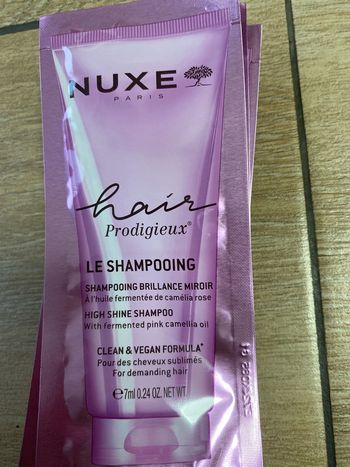 NUXE
PARIS
hair
Prodigieux®
LE SHAMPOOING
SHAMPOOING BRILLANCE MIROIR
À l'huile fermentée de camélia rose
HIGH SHINE SHAMPOO
With fermented pink camellia oil
CLEAN & VEGAN FORMULA*
Pour des cheveux sublimés
For demanding hair
℮7ml 0.24 OZ. NET WT